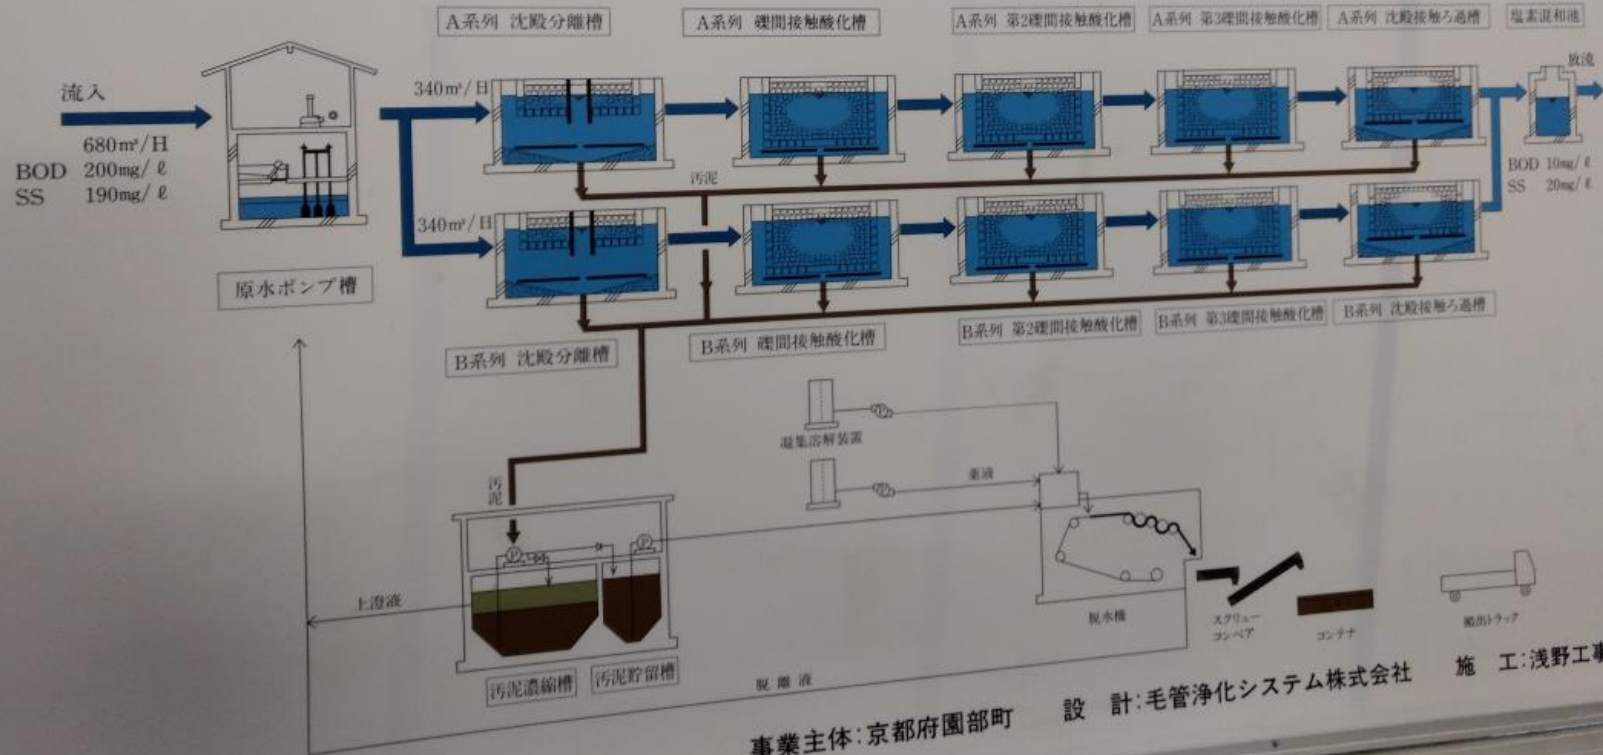 A系列 沈殿分離槽
A系列 礫間接触酸化槽
A系列 第2礫間接触酸化槽
A系列 第3礫間接触酸化槽
A系列 沈殿接触ろ過槽
塩素混和池
流入
680m³/H
BOD 200mg/ℓ
SS 190mg/ℓ
340m³/H
放流
汚泥
BOD 10mg/ℓ
SS 20mg/ℓ
340m³/H
原水ポンプ槽
B系列 沈殿分離槽
B系列 礫間接触酸化槽
B系列 第2礫間接触酸化槽
B系列 第3礫間接触酸化槽
B系列 沈殿接触ろ過槽
凝集溶解装置
汚泥
薬液
P
P
上澄液
脱水機
スクリュー
コンベア
コンテナ
搬出トラック
汚泥濃縮槽
汚泥貯留槽
脱離液
事業主体:京都府園部町 設 計:毛管浄化システム株式会社 施 工:浅野工事